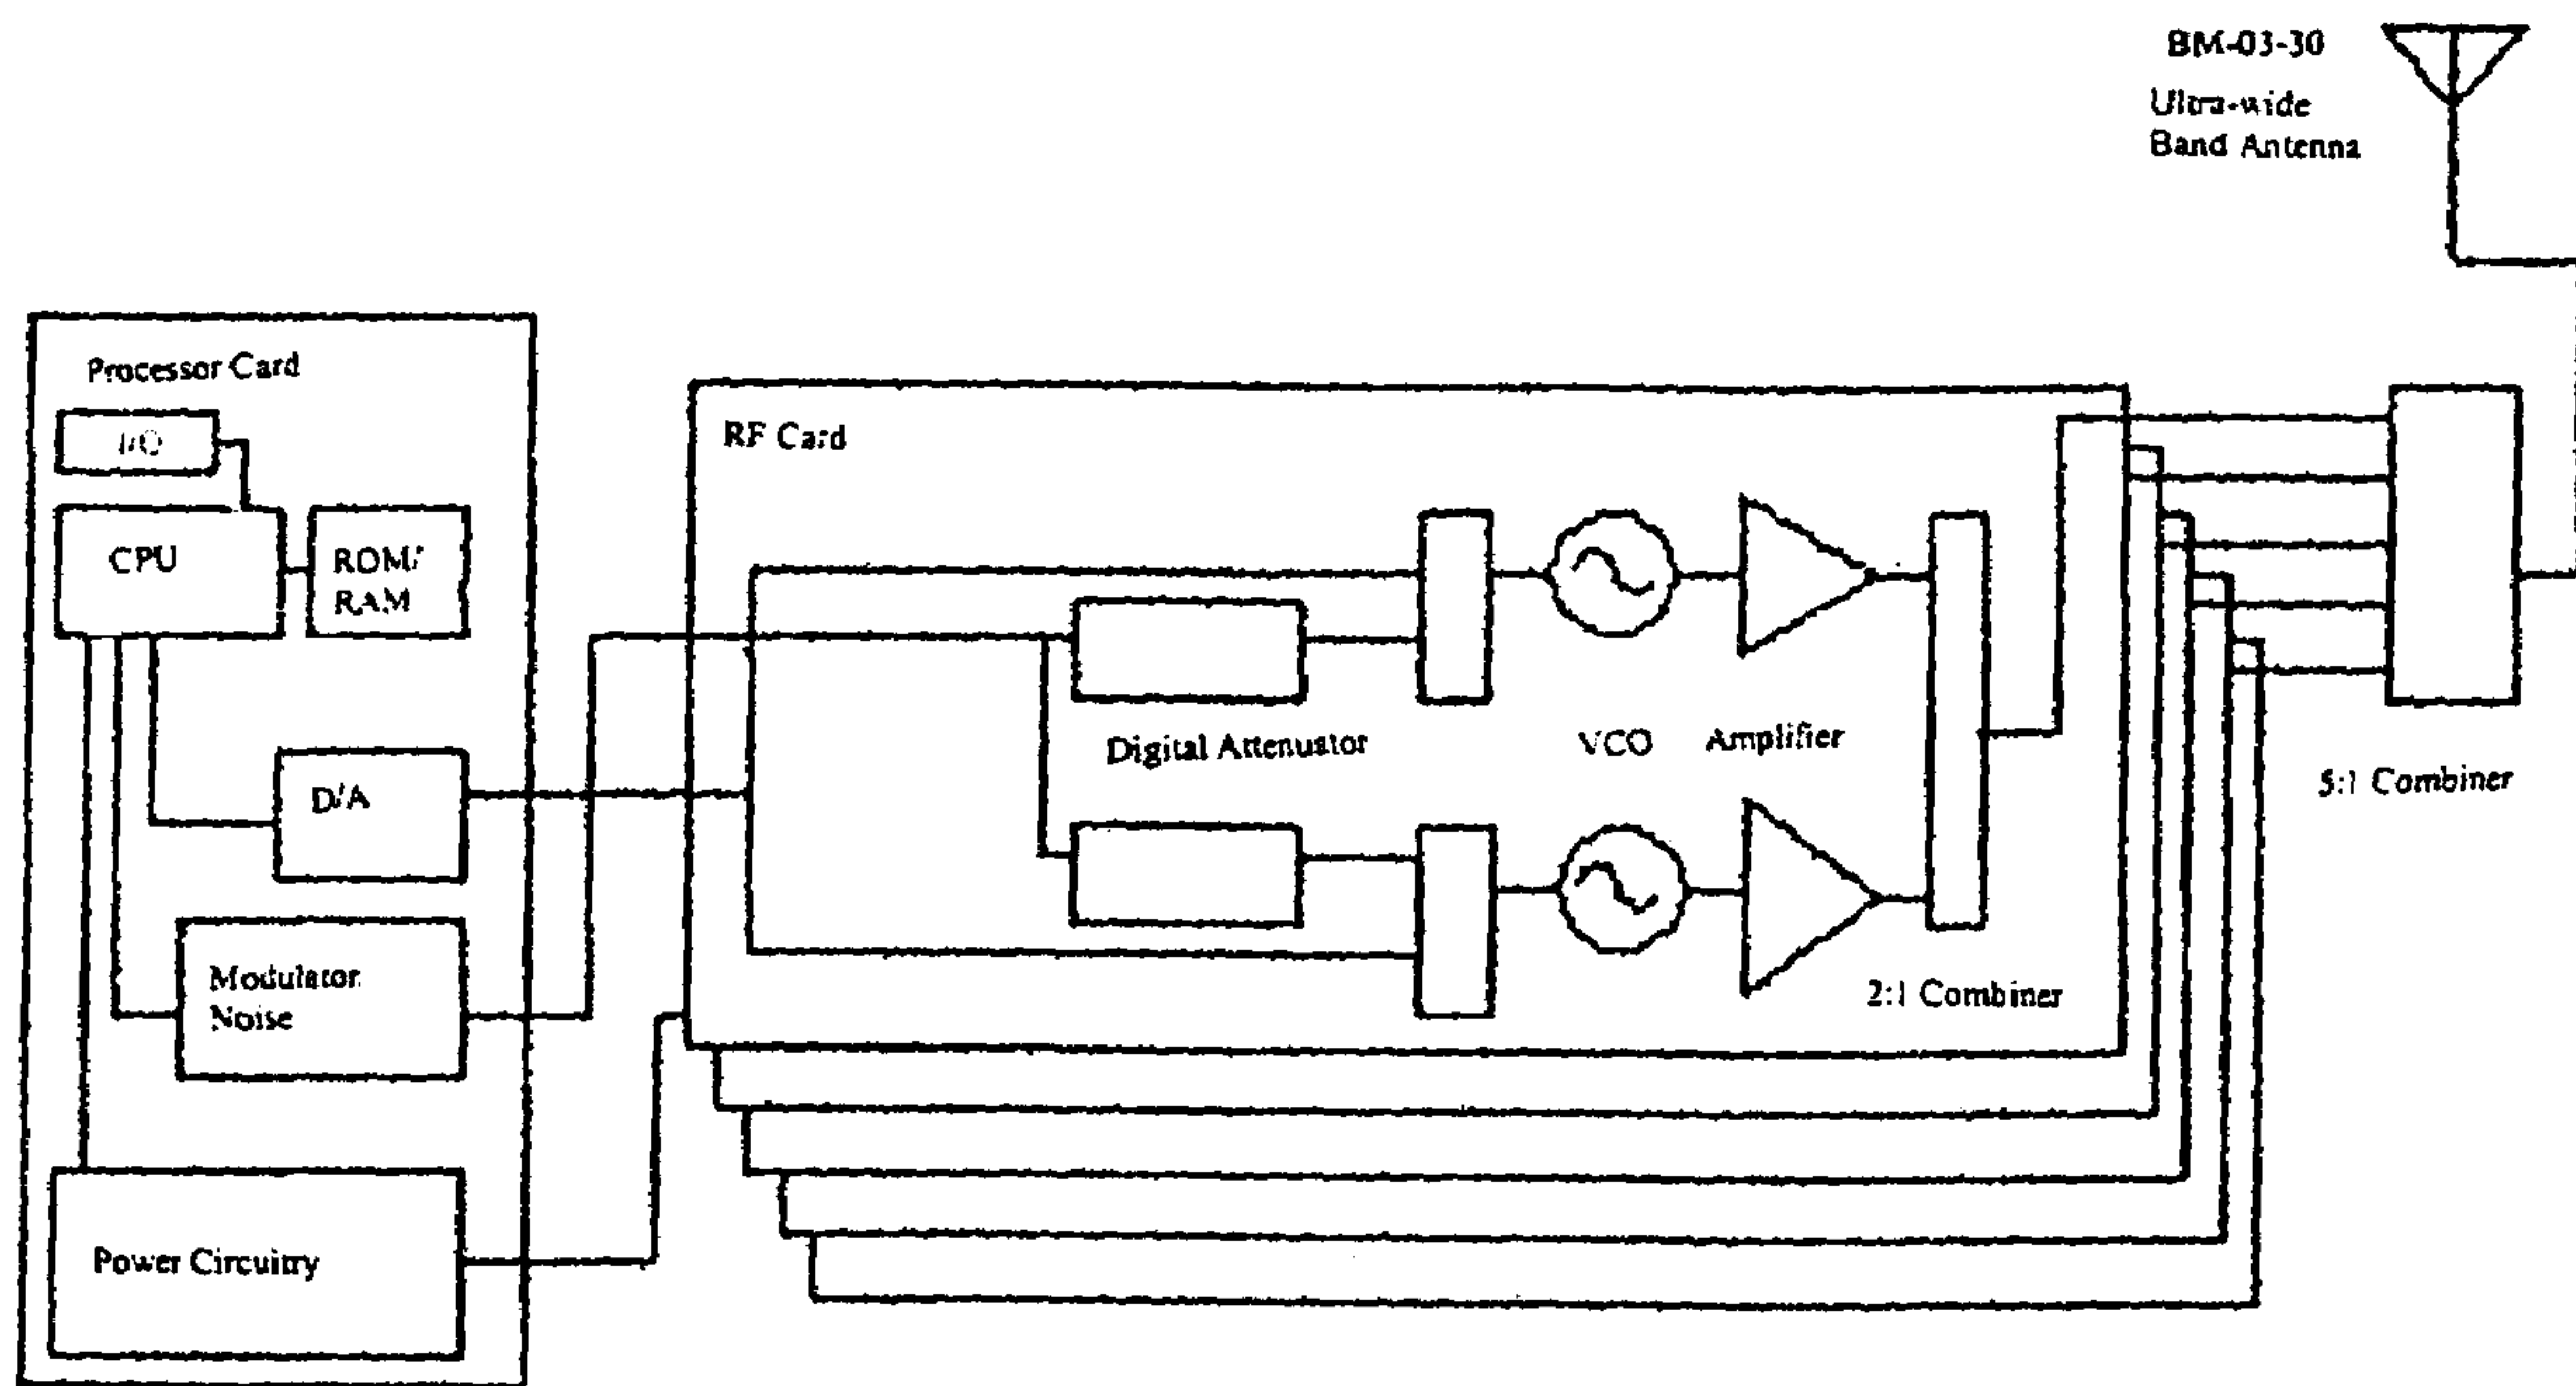 BM-03-30
Ultra-wide
Band Antenna
Processor Card
I/O
CPU
ROM/
RAM
D/A
Modulator
Noise
Power Circuitry
RF Card
Digital Attenuator
VCO
Amplifier
2:1 Combiner
5:1 Combiner